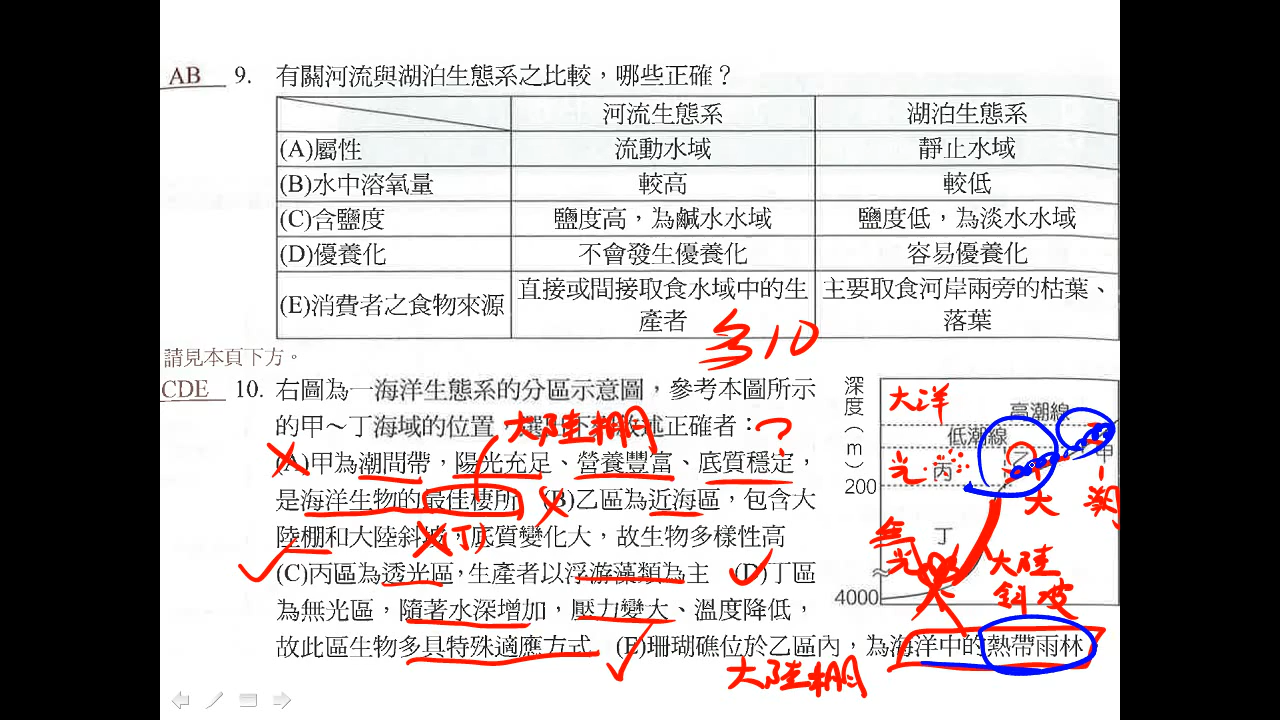 AB 9. 有關河流與湖泊生態系之比較，哪些正確？
河流生態系 湖泊生態系
(A)屬性 流動水域 靜止水域
(B)水中溶氧量 較高 較低
(C)含鹽度 鹽度高，為鹹水水域 鹽度低，為淡水水域
(D)優養化 不會發生優養化 容易優養化
(E)消費者之食物來源 直接或間接取食水域中的生產者 主要取食河岸兩旁的枯葉、落葉
多10
請見本頁下方。
CDE 10. 右圖為一海洋生態系的分區示意圖，參考本圖所示
的甲～丁海域的位置，敘述正確者：
大陸棚 ?
(A)甲為潮間帶，陽光充足、營養豐富、底質穩定，
是海洋生物的最佳棲所 (B)乙區為近海區，包含大
陸棚和大陸斜坡，底質變化大，故生物多樣性高
(丁)
(C)丙區為透光區，生產者以浮游藻類為主 (D)丁區
為無光區，隨著水深增加，壓力變大、溫度降低，
故此區生物多具特殊適應方式 (E)珊瑚礁位於乙區內，為海洋中的熱帶雨林
大陸棚
深度(m)
大洋
高潮線
低潮線
乙 甲
光 丙
200
大 潮
丁
無光
大陸斜坡
4000